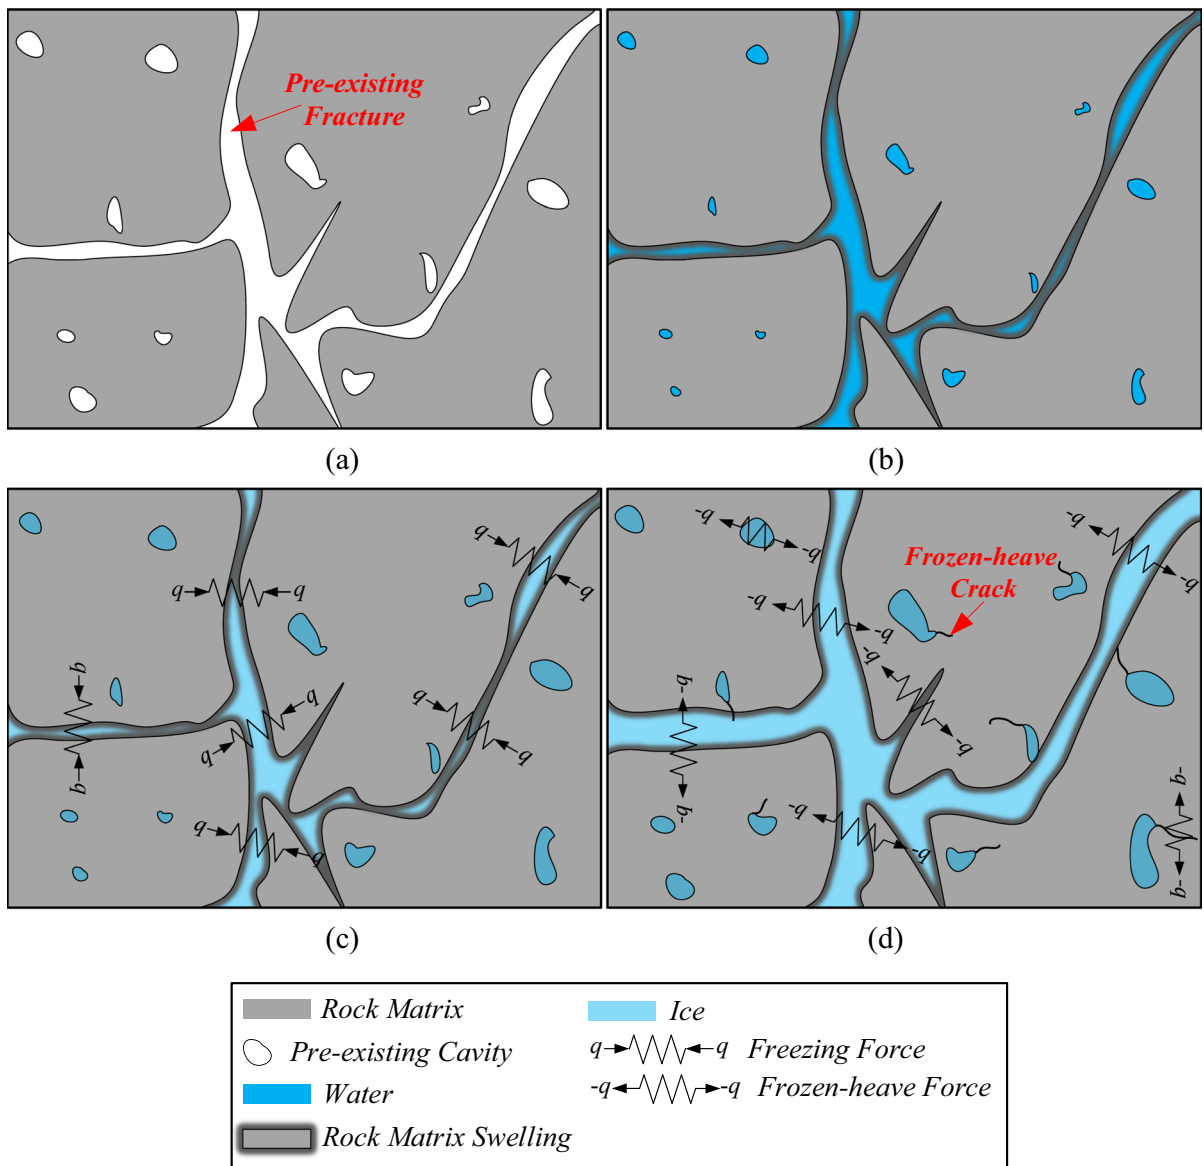 Pre-existing
Fracture
(a)
(b)
q
q
q
q
q
q
q
q
q
q
q
q
(c)
-q
-q
-q
-q
-q
-q
-q
-q
-q
-q
-q
-q
-q
-q
Frozen-heave
Crack
(d)
Rock Matrix
Pre-existing Cavity
Water
Rock Matrix Swelling
Ice
q q Freezing Force
-q -q Frozen-heave Force